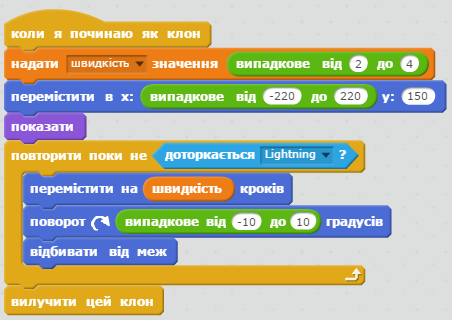 коли я починаю як клон
надати швидкість значення випадкове від 2 до 4
перемістити в x: випадкове від -220 до 220 y: 150
показати
повторити поки не доторкається Lightning ?
перемістити на швидкість кроків
поворот випадкове від -10 до 10 градусів
відбивати від меж
вилучити цей клон